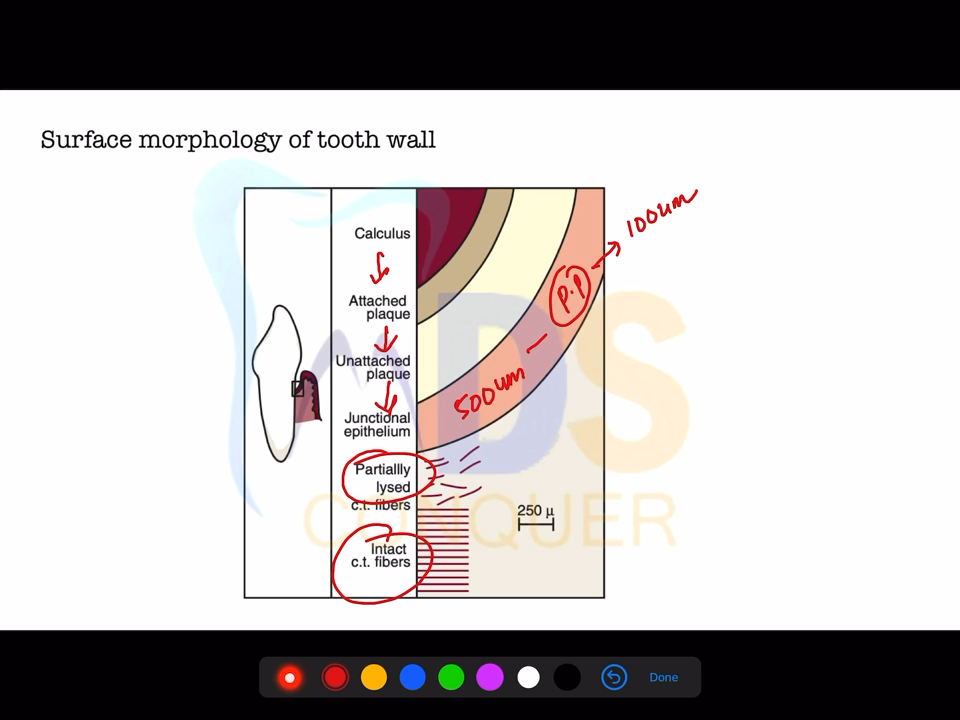 Surface morphology of tooth wall
Calculus
Attached
plaque
Unattached
plaque
Junctional
epithelium
Partiallly
lysed
c.t. fibers
Intact
c.t. fibers
100um
P.P
500um
250 μ
MDS
CONQUER
Done